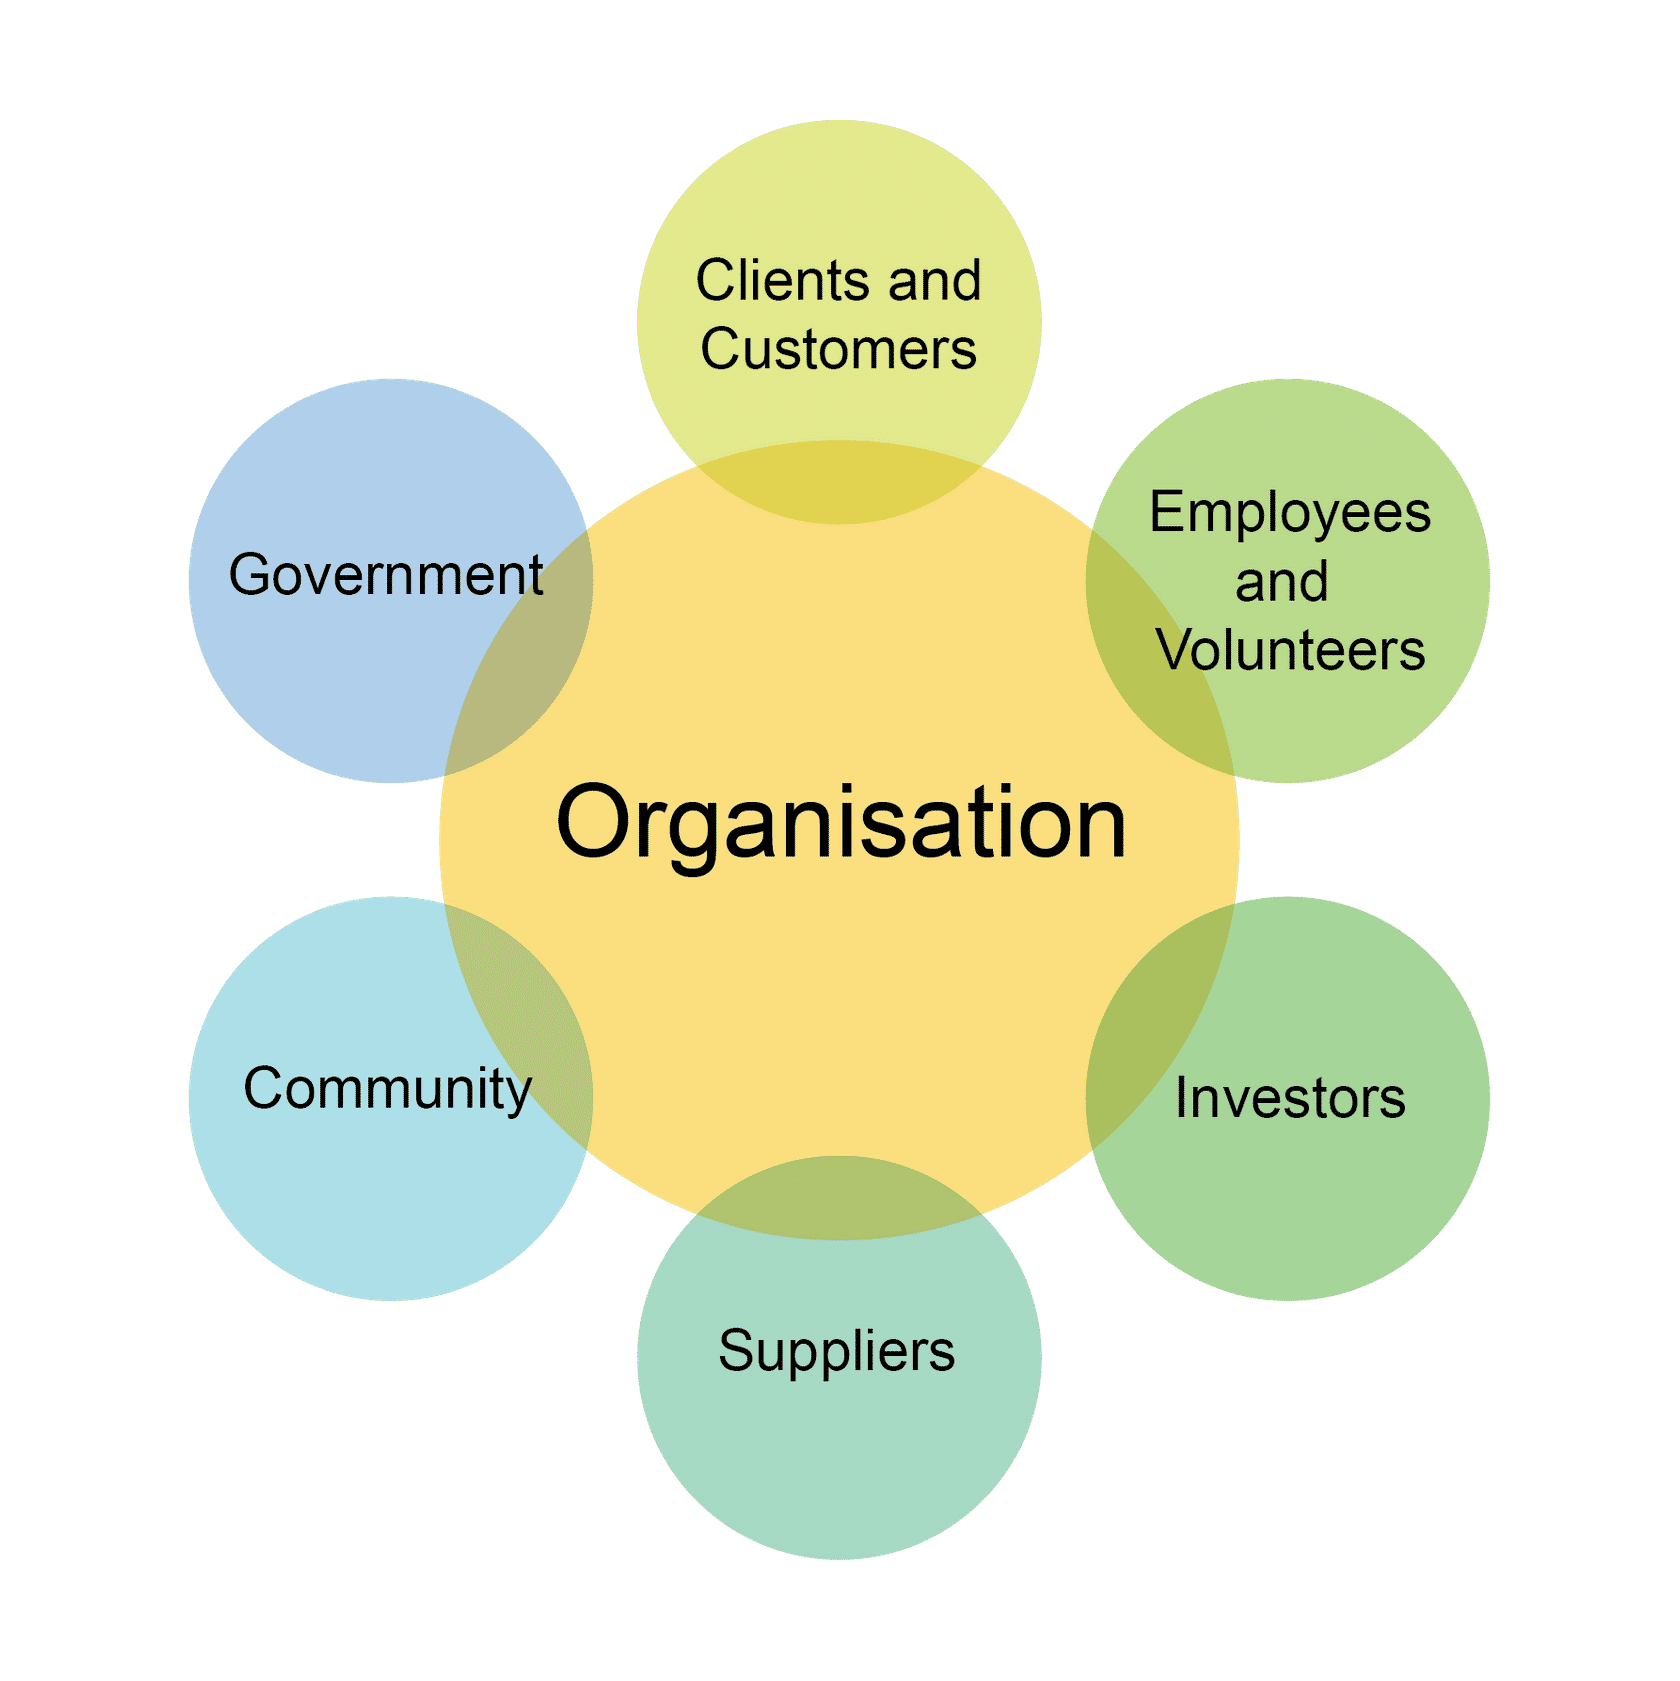 Clients and
Customers
Employees
and
Volunteers
Government
Organisation
Community
Investors
Suppliers